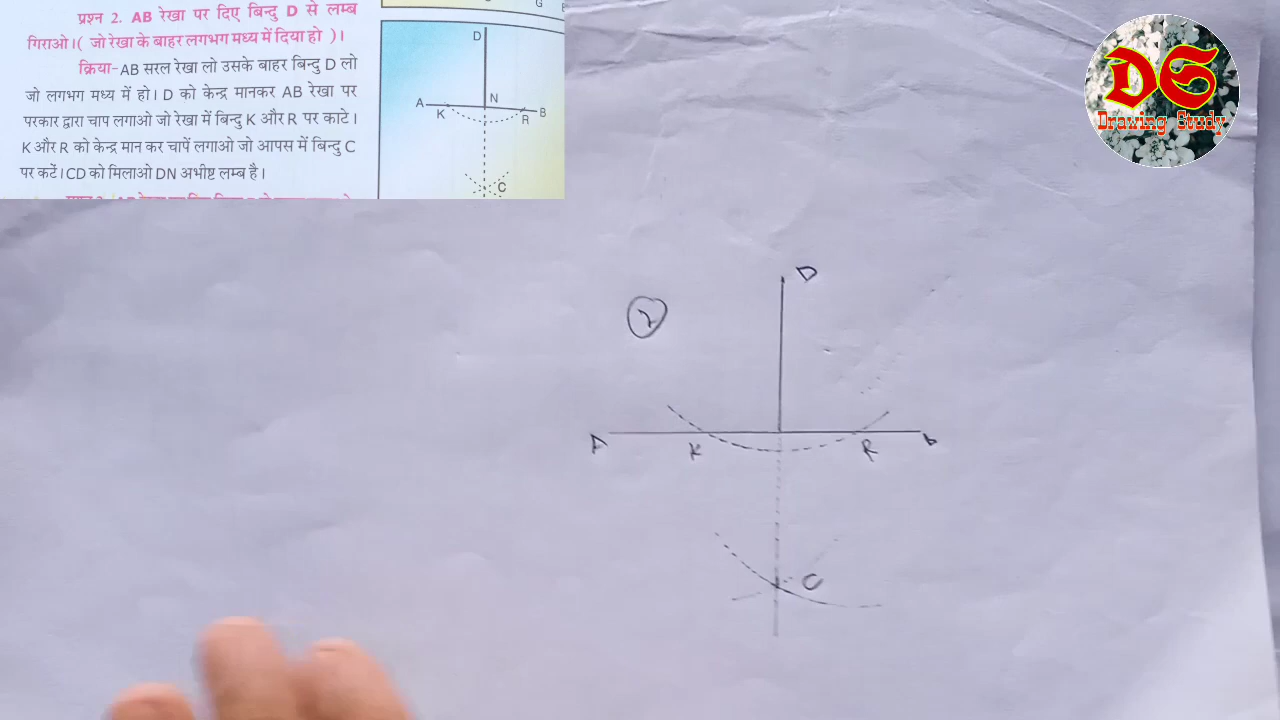 प्रश्न 2. AB रेखा पर दिए बिन्दु D से लम्ब
गिराओ। ( जो रेखा के बाहर लगभग मध्य में दिया हो )।
क्रिया- AB सरल रेखा लो उसके बाहर बिन्दु D लो
जो लगभग मध्य में हो। D को केन्द्र मानकर AB रेखा पर
परकार द्वारा चाप लगाओ जो रेखा में बिन्दु K और R पर काटे।
K और R को केन्द्र मान कर चापें लगाओ जो आपस में बिन्दु C
पर कटें। CD को मिलाओ DN अभीष्ट लम्ब है।
G
D
A
N
B
K
R
C
DS
Drawing Study
2
D
A
B
K
R
C